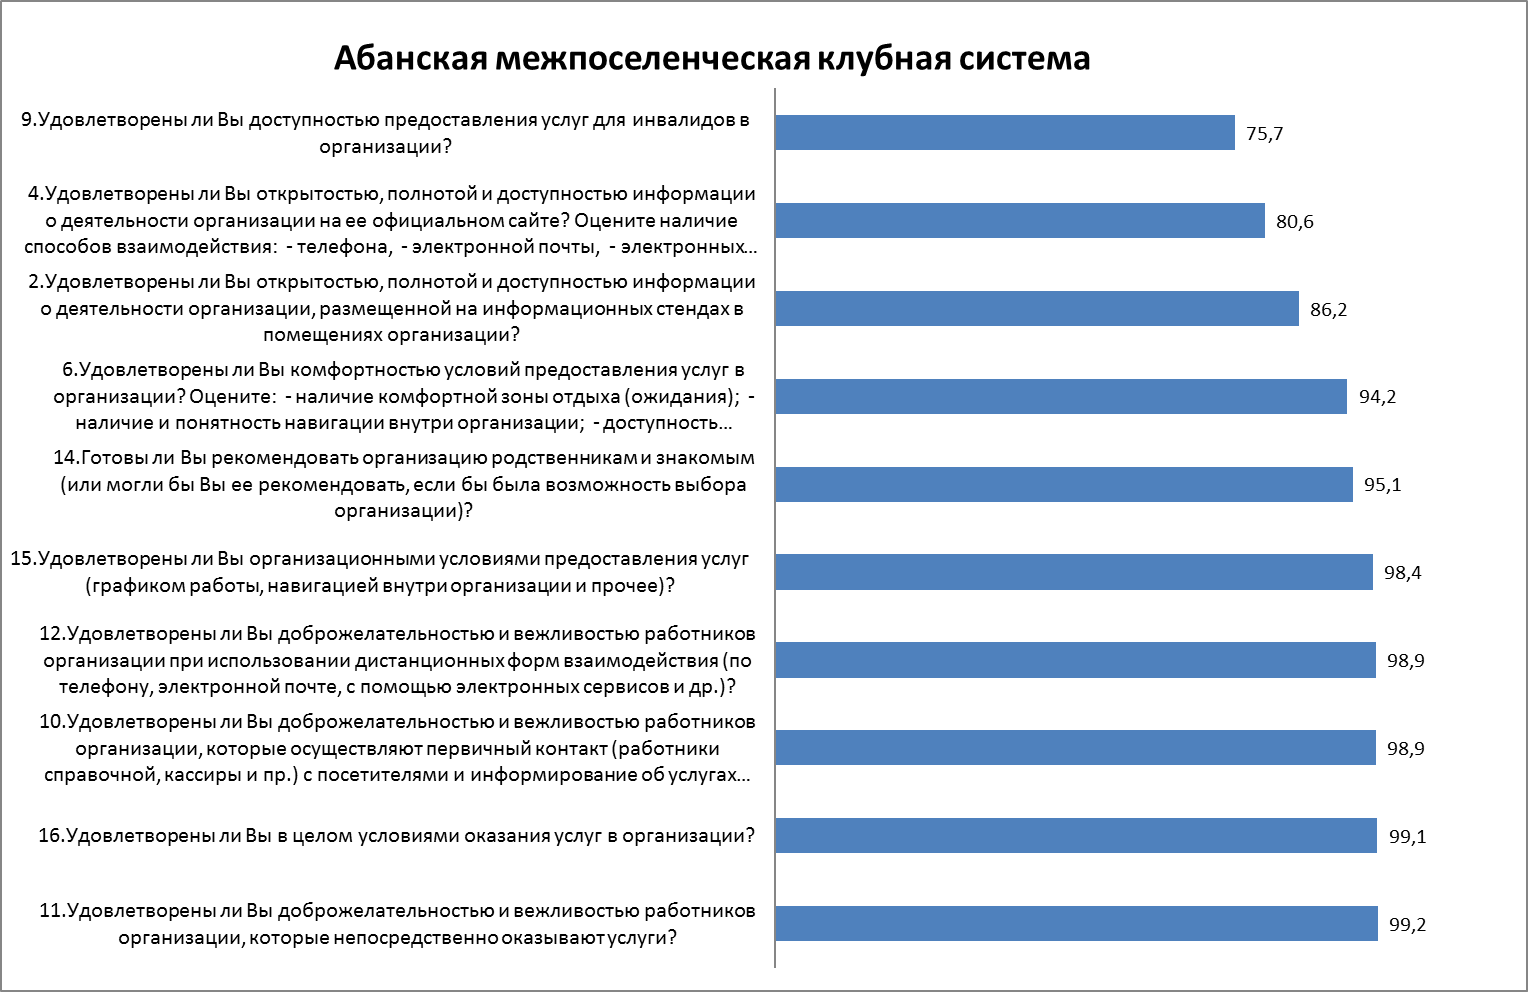 Абанская межпоселенческая клубная система
9.Удовлетворены ли Вы доступностью предоставления услуг для инвалидов в
организации?
75,7
4.Удовлетворены ли Вы открытостью, полнотой и доступностью информации
о деятельности организации на ее официальном сайте? Оцените наличие
способов взаимодействия:  - телефона,  - электронной почты,  - электронных…
80,6
2.Удовлетворены ли Вы открытостью, полнотой и доступностью информации
о деятельности организации, размещенной на информационных стендах в
помещениях организации?
86,2
6.Удовлетворены ли Вы комфортностью условий предоставления услуг в
организации? Оцените:  - наличие комфортной зоны отдыха (ожидания);  -
наличие и понятность навигации внутри организации;  - доступность…
94,2
14.Готовы ли Вы рекомендовать организацию родственникам и знакомым
(или могли бы Вы ее рекомендовать, если бы была возможность выбора
организации)?
95,1
15.Удовлетворены ли Вы организационными условиями предоставления услуг
(графиком работы, навигацией внутри организации и прочее)?
98,4
12.Удовлетворены ли Вы доброжелательностью и вежливостью работников
организации при использовании дистанционных форм взаимодействия (по
телефону, электронной почте, с помощью электронных сервисов и др.)?
98,9
10.Удовлетворены ли Вы доброжелательностью и вежливостью работников
организации, которые осуществляют первичный контакт (работники
справочной, кассиры и пр.) с посетителями и информирование об услугах…
98,9
16.Удовлетворены ли Вы в целом условиями оказания услуг в организации?
99,1
11.Удовлетворены ли Вы доброжелательностью и вежливостью работников
организации, которые непосредственно оказывают услуги?
99,2